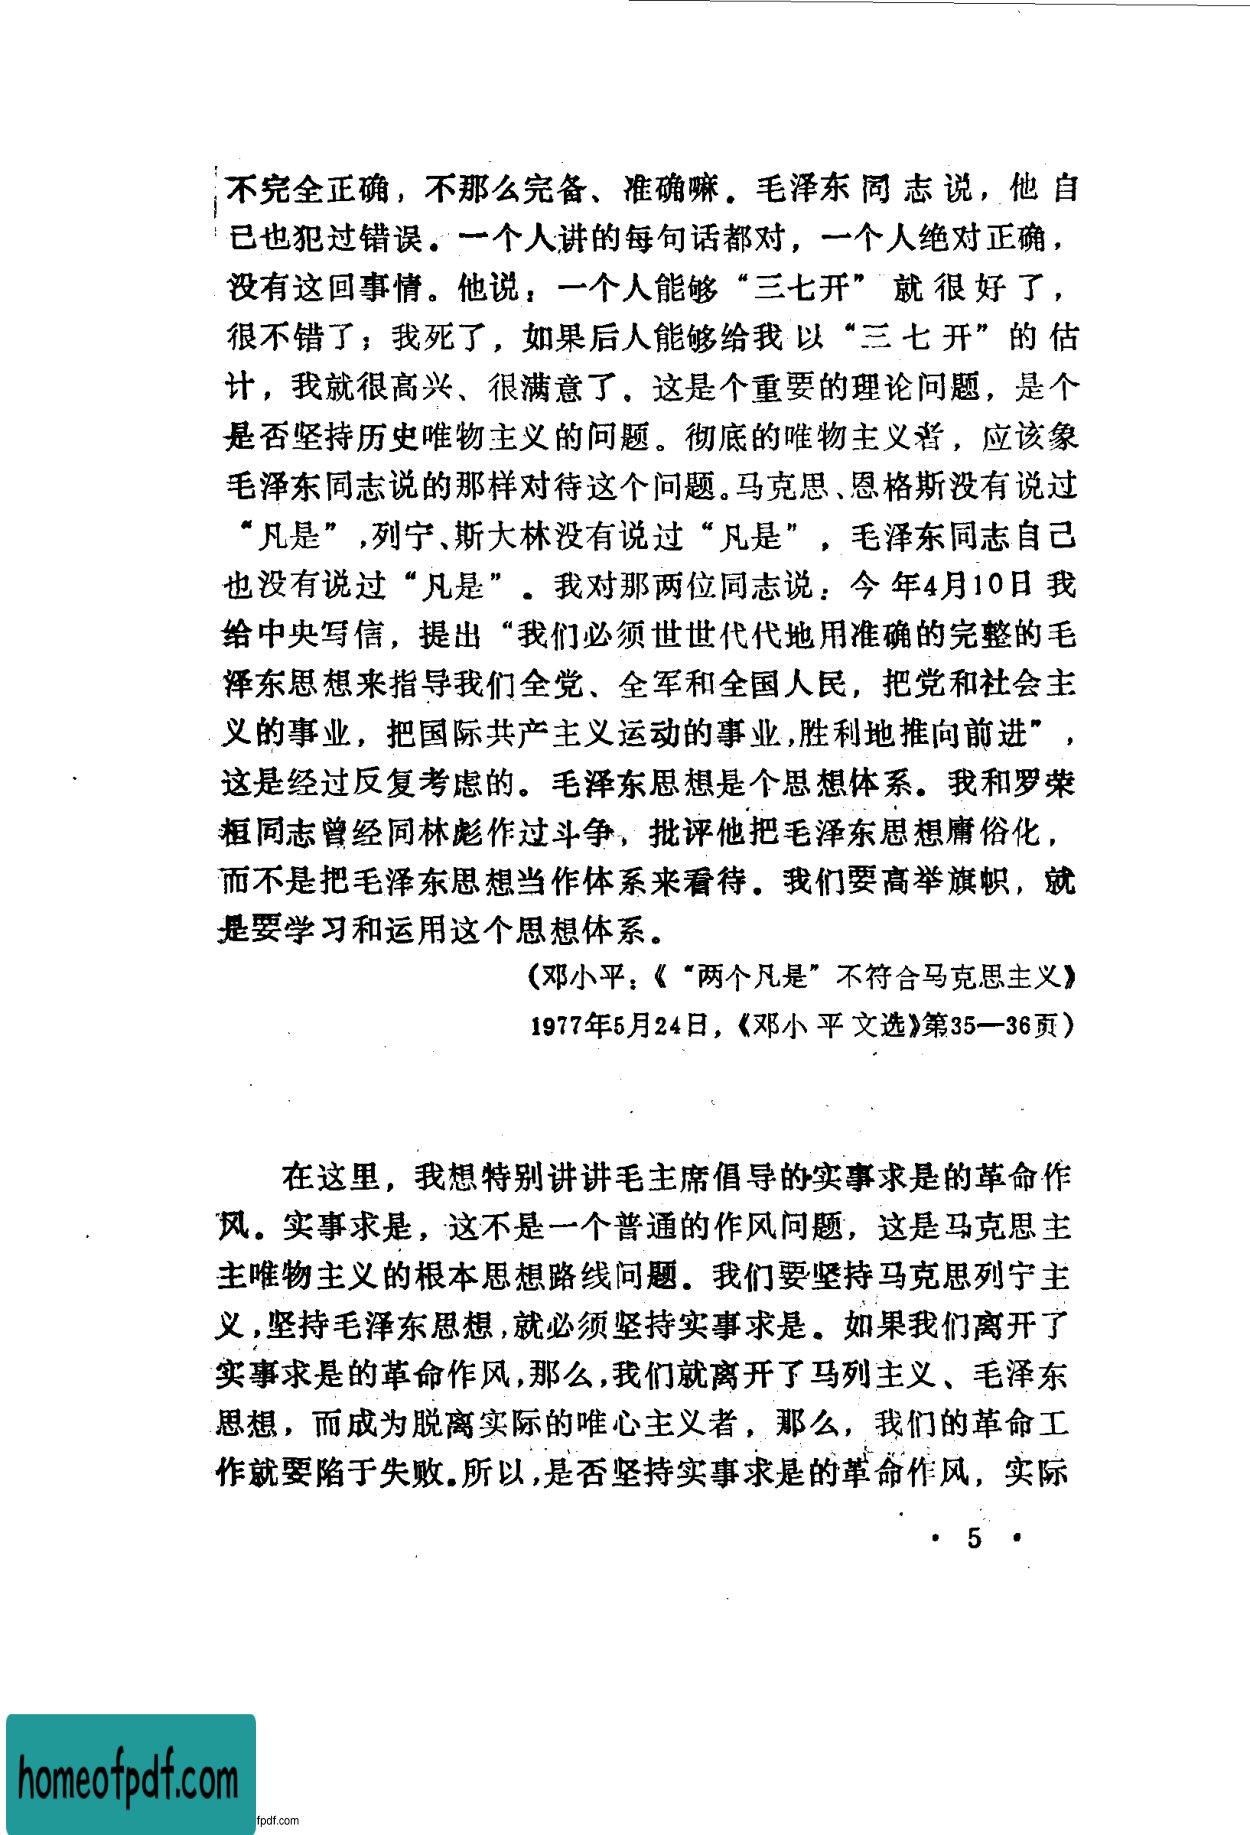 不完全正确，不那么完备、准确嘛。毛泽东同志说，他自
己也犯过错误。一个人讲的每句话都对，一个人绝对正确，
没有这回事情。他说：一个人能够“三七开”就很好了，
很不错了；我死了，如果后人能够给我以“三七开”的估
计，我就很高兴、很满意了。这是个重要的理论问题，是个
是否坚持历史唯物主义的问题。彻底的唯物主义者，应该象
毛泽东同志说的那样对待这个问题。马克思、恩格斯没有说过
“凡是”，列宁、斯大林没有说过“凡是”，毛泽东同志自己
也没有说过“凡是”。我对那两位同志说：今年4月10日我
给中央写信，提出“我们必须世世代代地用准确的完整的毛
泽东思想来指导我们全党、全军和全国人民，把党和社会主
义的事业，把国际共产主义运动的事业，胜利地推向前进”，
这是经过反复考虑的。毛泽东思想是个思想体系。我和罗荣
桓同志曾经同林彪作过斗争，批评他把毛泽东思想庸俗化，
而不是把毛泽东思想当作体系来看待。我们要高举旗帜，就
是要学习和运用这个思想体系。
（邓小平：《“两个凡是”不符合马克思主义》
1977年5月24日，《邓小平文选》第35—36页）
在这里，我想特别讲讲毛主席倡导的实事求是的革命作
风。实事求是，这不是一个普通的作风问题，这是马克思主
主唯物主义的根本思想路线问题。我们要坚持马克思列宁主
义，坚持毛泽东思想，就必须坚持实事求是。如果我们离开了
实事求是的革命作风，那么，我们就离开了马列主义、毛泽东
思想，而成为脱离实际的唯心主义者，那么，我们的革命工
作就要陷于失败。所以，是否坚持实事求是的革命作风，实际
• 5 •
homeofpdf.com
fpdf.com